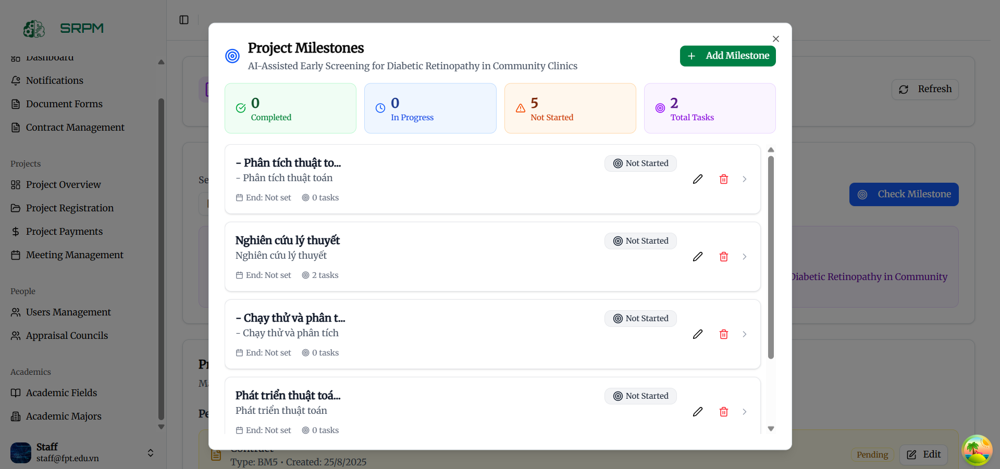 SRPM
Dashboard
Notifications
Document Forms
Contract Management
Projects
Project Overview
Project Registration
Project Payments
Meeting Management
People
Users Management
Appraisal Councils
Academics
Academic Fields
Academic Majors
Staff
staff@fpt.edu.vn
Project Milestones
AI-Assisted Early Screening for Diabetic Retinopathy in Community Clinics
Add Milestone
0
Completed
0
In Progress
5
Not Started
2
Total Tasks
- Phân tích thuật to...
- Phân tích thuật toán
Not Started
End: Not set
0 tasks
Nghiên cứu lý thuyết
Nghiên cứu lý thuyết
Not Started
End: Not set
2 tasks
- Chạy thử và phân t...
- Chạy thử và phân tích
Not Started
End: Not set
0 tasks
Phát triển thuật toá...
Phát triển thuật toán
Not Started
End: Not set
0 tasks
Refresh
Check Milestone
Diabetic Retinopathy in Community
Contract
Type: BM5 • Created: 25/8/2025
Pending
Edit